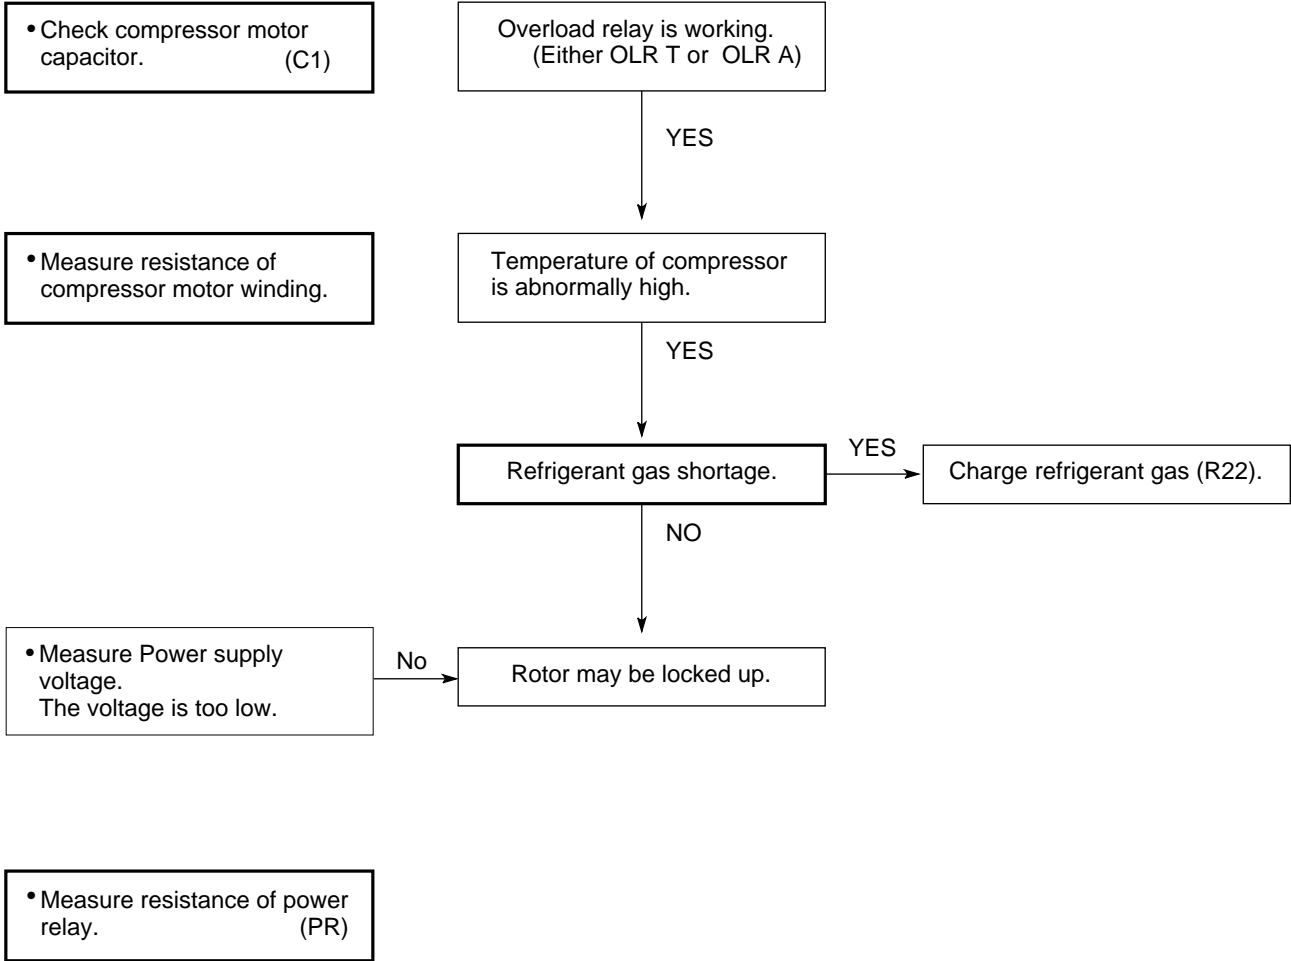 • Check compressor motor
capacitor. (C1)
Overload relay is working.
(Either OLR T or OLR A)
YES
• Measure resistance of
compressor motor winding.
Temperature of compressor
is abnormally high.
YES
Refrigerant gas shortage.
YES
Charge refrigerant gas (R22).
NO
• Measure Power supply
voltage.
The voltage is too low.
No
Rotor may be locked up.
• Measure resistance of power
relay. (PR)